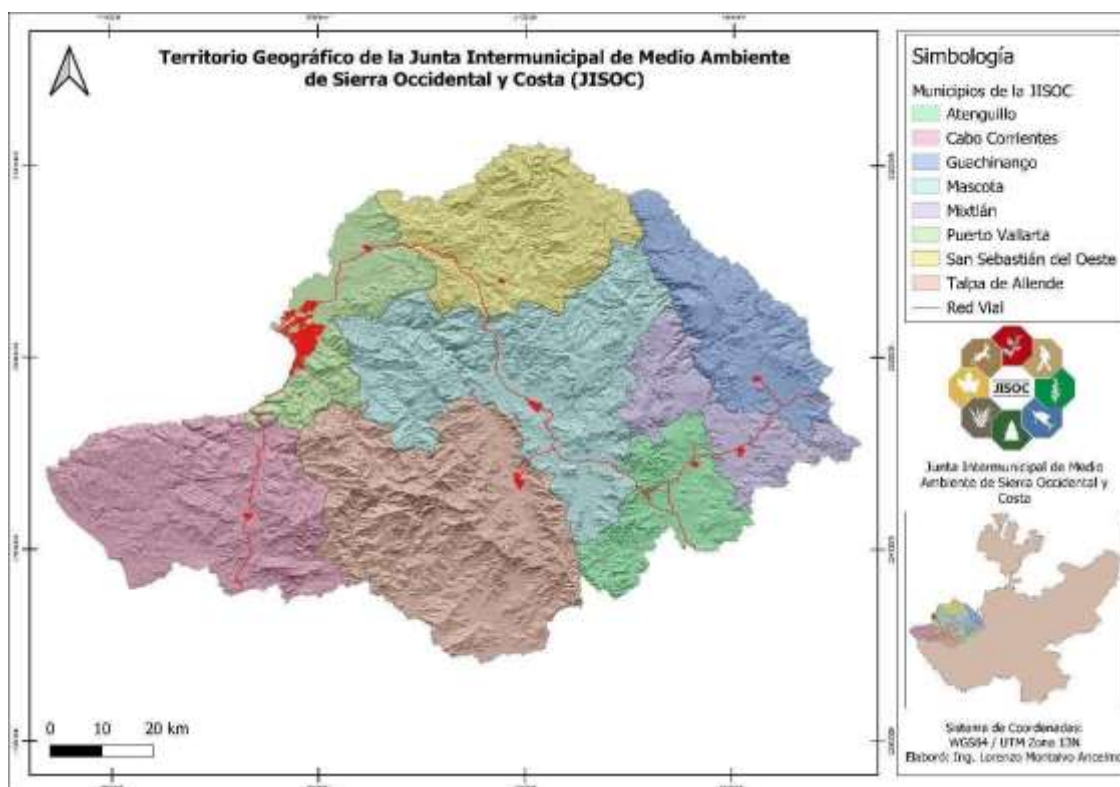 Territorio Geográfico de la Junta Intermunicipal de Medio Ambiente
de Sierra Occidental y Costa (JISOC)
0 10 20 km
Simbología
Municipios de la JISOC
Atenguillo
Cabo Corrientes
Guachinango
Mascota
Mixtlán
Puerto Vallarta
San Sebastián del Oeste
Talpa de Allende
Red Vial
JISOC
Junta Intermunicipal de Medio
Ambiente de Sierra Occidental y
Costa
Sistema de Coordenadas:
WGS84 / UTM Zone 13N
Elaboró: Ing. Lorenzo Montalvo Ancelmo